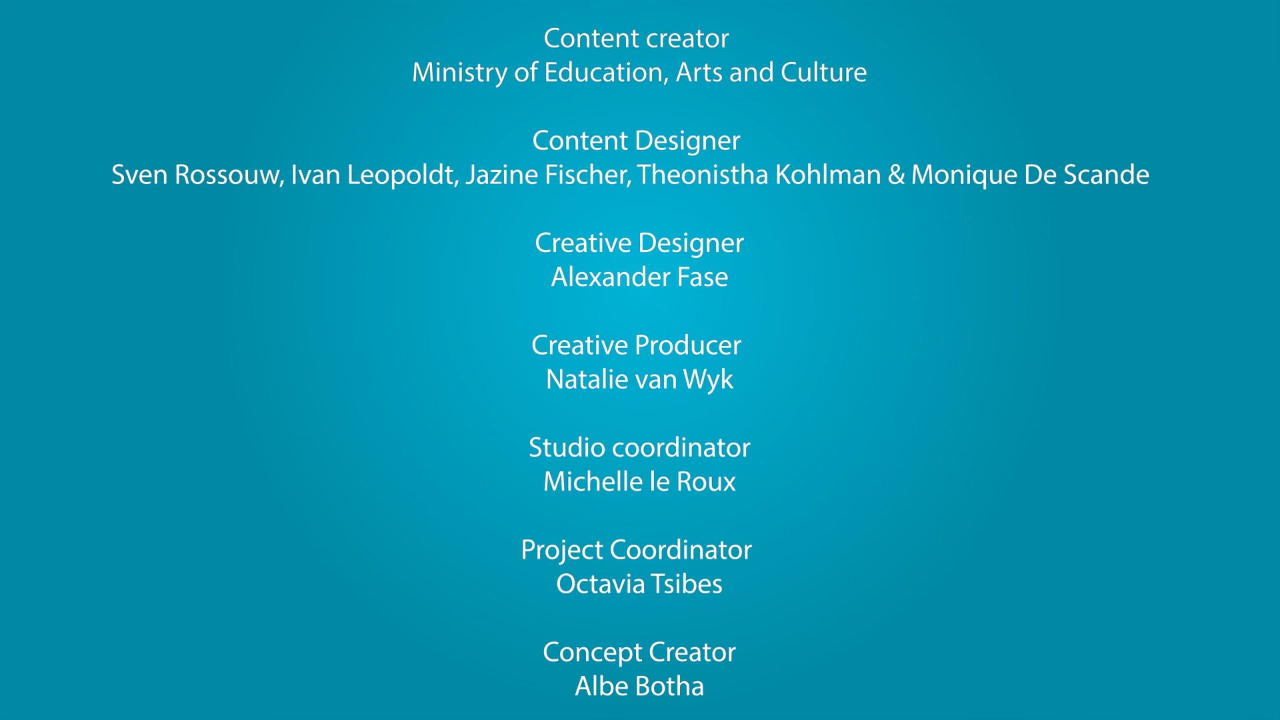 Content creator
Ministry of Education, Arts and Culture
Content Designer
Sven Rossouw, Ivan Leopoldt, Jazine Fischer, Theonistha Kohlman & Monique De Scande
Creative Designer
Alexander Fase
Creative Producer
Natalie van Wyk
Studio coordinator
Michelle le Roux
Project Coordinator
Octavia Tsibes
Concept Creator
Albe Botha